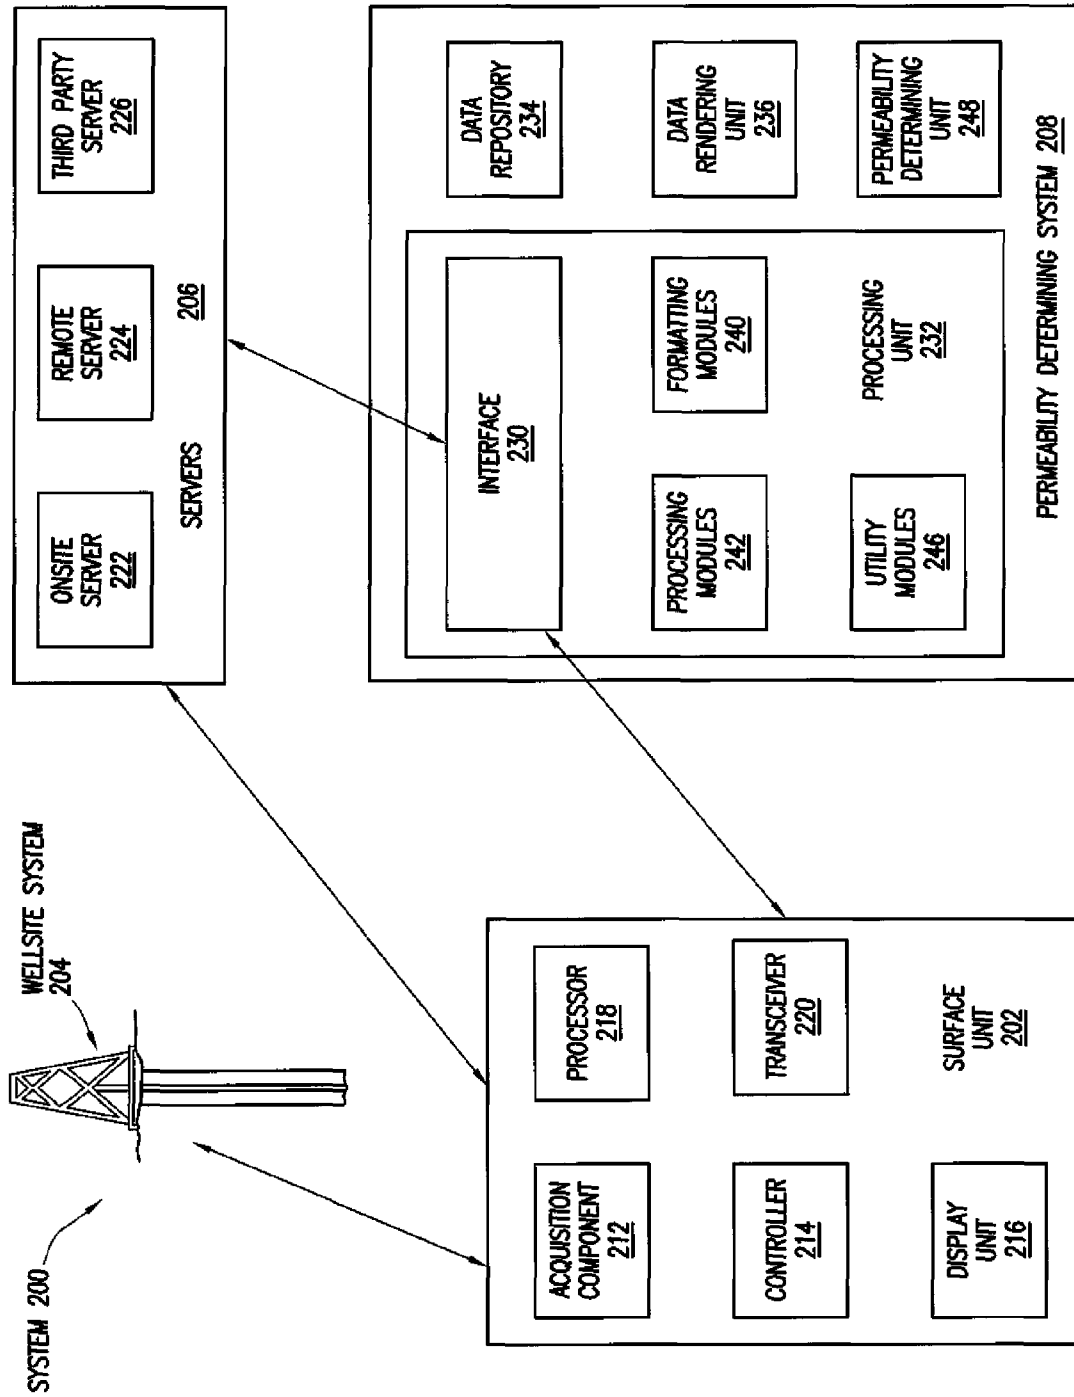 SYSTEM 200
WELLSITE SYSTEM
204
ONSITE
SERVER
222
REMOTE
SERVER
224
THIRD PARTY
SERVER
226
SERVERS
206
ACQUISITION
COMPONENT
212
PROCESSOR
218
CONTROLLER
214
TRANSCEIVER
220
DISPLAY
UNIT
216
SURFACE
UNIT
202
INTERFACE
230
DATA
REPOSITORY
234
PROCESSING
MODULES
242
FORMATTING
MODULES
240
DATA
RENDERING
UNIT
236
UTILITY
MODULES
246
PROCESSING
UNIT
232
PERMEABILITY
DETERMINING
UNIT
248
PERMEABILITY DETERMINING SYSTEM 208